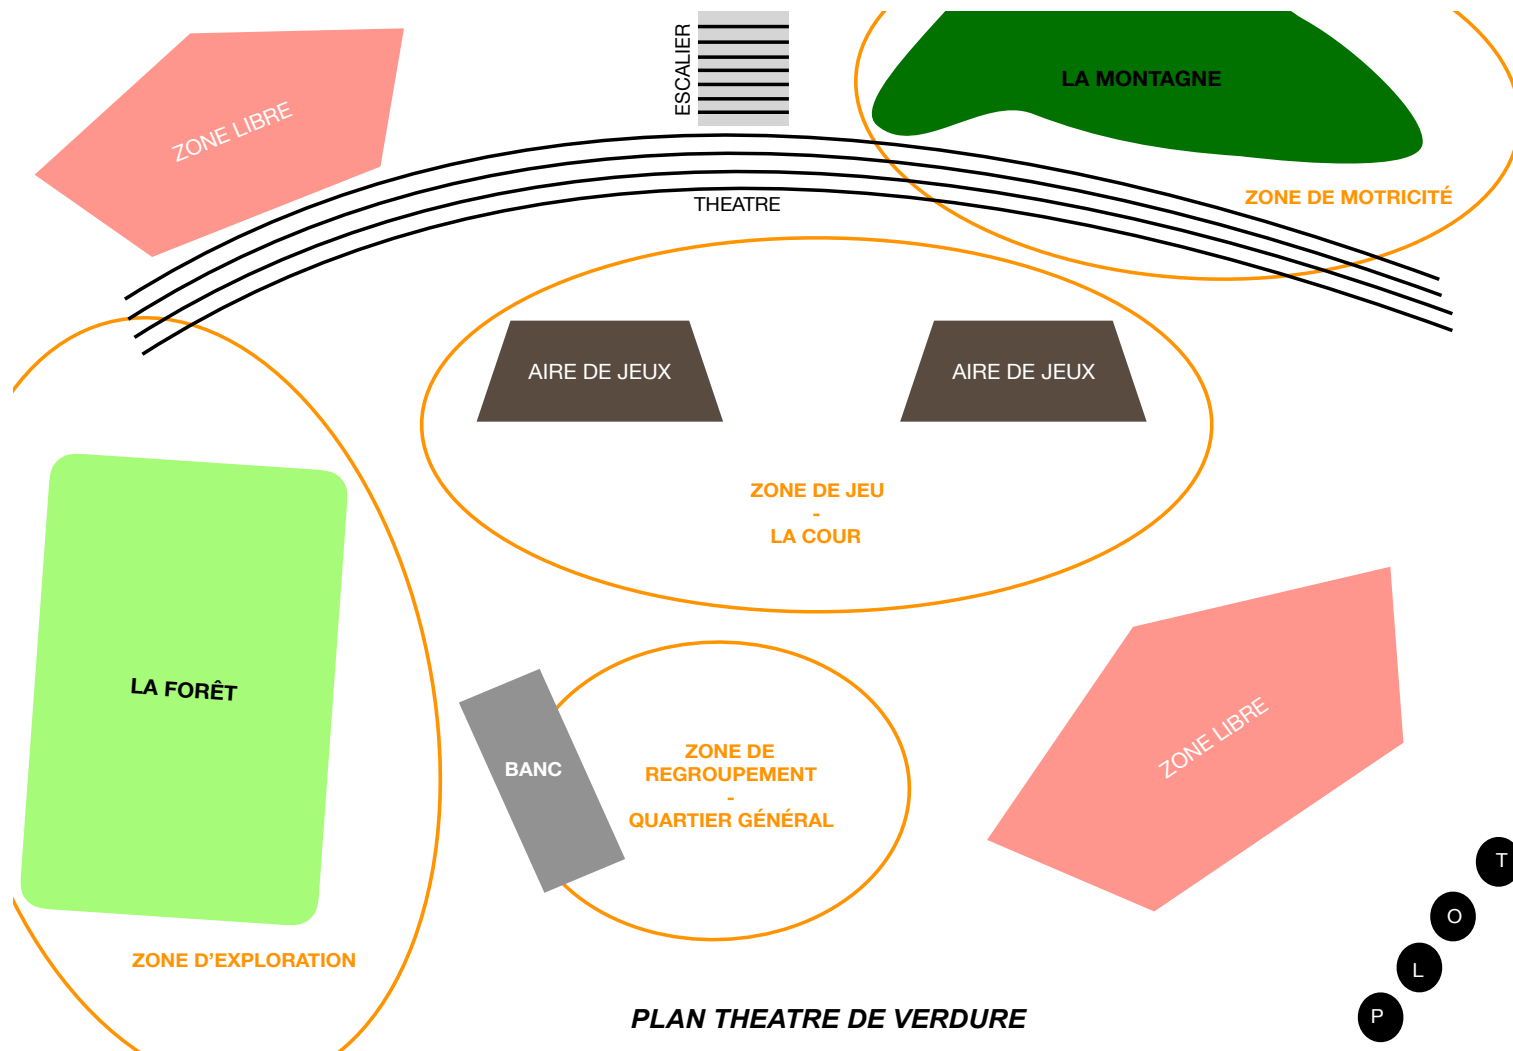 ESCALIER
LA MONTAGNE
ZONE LIBRE
ZONE DE MOTRICITÉ
THEATRE
AIRE DE JEUX
AIRE DE JEUX
ZONE DE JEU
-
LA COUR
LA FORÊT
BANC
ZONE DE
REGROUPEMENT
-
QUARTIER GÉNÉRAL
ZONE LIBRE
ZONE D’EXPLORATION
PLAN THEATRE DE VERDURE
P
L
O
T